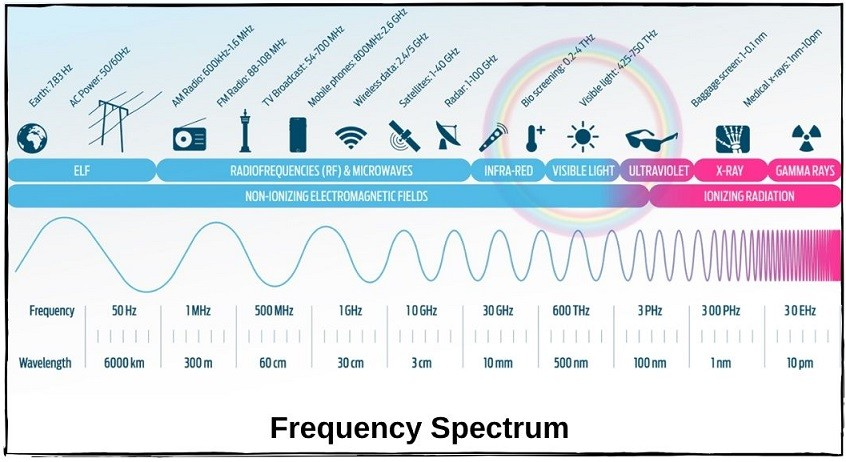 Earth: 7.83 Hz
AC Power: 50/60Hz
AM Radio: 600kHz-1.6 MHz
FM Radio: 88-108 MHz
TV Broadcast: 54-700 MHz
Mobile phones: 800MHz-2.6 GHz
Wireless data: 2.4/5 GHz
Satellites: 1-40 GHz
Radar: 1-100 GHz
Bio screening: 0.2-4 THz
Visible light: 425-750 THz
Baggage screen: 1-0.1 nm
Medical x-rays: 1nm-10pm
ELF
RADIOFREQUENCIES (RF) & MICROWAVES
INFRA-RED
VISIBLE LIGHT
ULTRAVIOLET
X-RAY
GAMMA RAYS
NON-IONIZING ELECTROMAGNETIC FIELDS
IONIZING RADIATION
Frequency 50 Hz 1 MHz 500 MHz 1 GHz 10 GHz 30 GHz 600 THz 3 PHz 300 PHz 30 EHz
Wavelength 6000 km 300 m 60 cm 30 cm 3 cm 10 mm 500 nm 100 nm 1 nm 10 pm
Frequency Spectrum